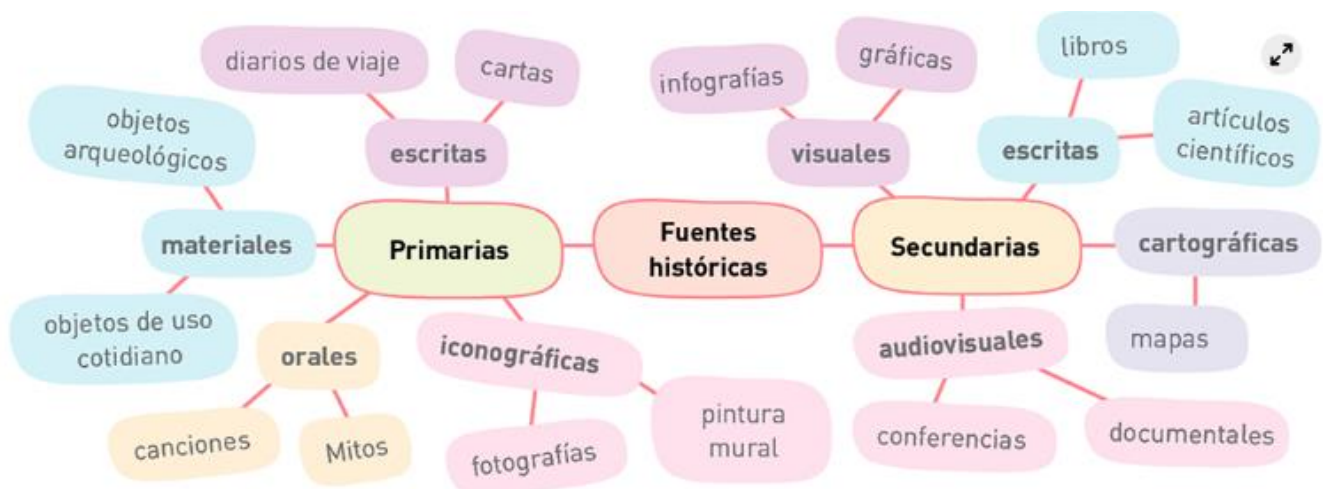 diarios de viaje
cartas
objetos
arqueológicos
escritas
materiales
Primarias
objetos de uso
cotidiano
orales
canciones
Mitos
iconográficas
fotografías
pintura
mural
Fuentes
históricas
infografías
gráficas
visuales
libros
escritas
artículos
científicos
Secundarias
cartográficas
mapas
audiovisuales
conferencias
documentales